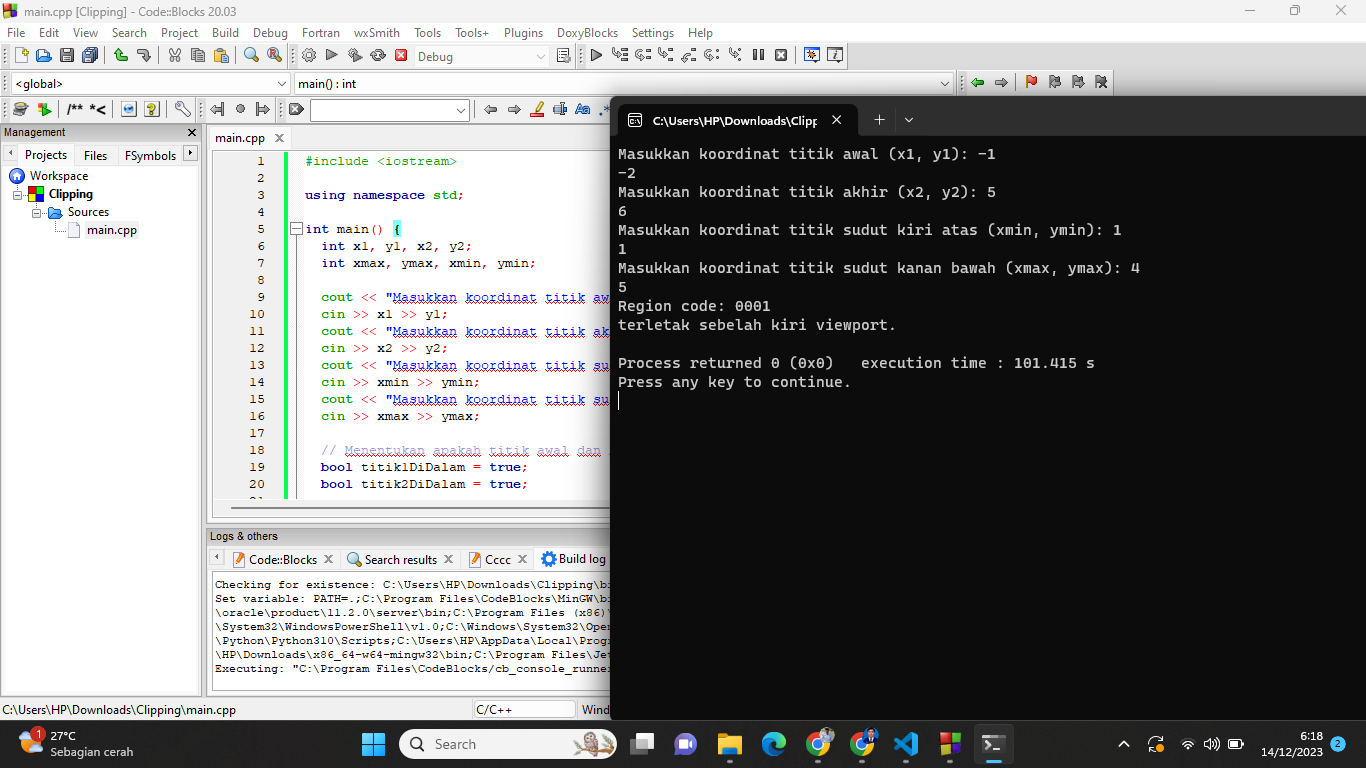 main.cpp [Clipping] - Code::Blocks 20.03
File Edit View Search Project Build Debug Fortran wxSmith Tools Tools+ Plugins DoxyBlocks Settings Help
Debug
<global>
main() : int
/** *<
Management
Projects Files FSymbols
Workspace
Clipping
Sources
main.cpp
main.cpp
1 #include <iostream>
2
3 using namespace std;
4
5 int main() {
6 int x1, y1, x2, y2;
7 int xmax, ymax, xmin, ymin;
8
9 cout << "Masukkan koordinat titik aw
10 cin >> x1 >> y1;
11 cout << "Masukkan koordinat titik ak
12 cin >> x2 >> y2;
13 cout << "Masukkan koordinat titik su
14 cin >> xmin >> ymin;
15 cout << "Masukkan koordinat titik su
16 cin >> xmax >> ymax;
17
18 // Menentukan apakah titik awal dan
19 bool titik1DiDalam = true;
20 bool titik2DiDalam = true;
Logs & others
Code::Blocks Search results Cccc Build log
Checking for existence: C:\Users\HP\Downloads\Clipping\bi
Set variable: PATH=.;C:\Program Files\CodeBlocks\MinGW\bi
\oracle\product\11.2.0\server\bin;C:\Program Files (x86)\
\System32\WindowsPowerShell\v1.0;C:\Windows\System32\Ope
\Python\Python310\Scripts;C:\Users\HP\AppData\Local\Prog
\HP\Downloads\x86_64-w64-mingw32\bin;C:\Program Files\Je
Executing: "C:\Program Files\CodeBlocks/cb_console_runne
C:\Users\HP\Downloads\Clipping\main.cpp
C/C++
Wind
C:\Users\HP\Downloads\Clipp
Masukkan koordinat titik awal (x1, y1): -1
-2
Masukkan koordinat titik akhir (x2, y2): 5
6
Masukkan koordinat titik sudut kiri atas (xmin, ymin): 1
1
Masukkan koordinat titik sudut kanan bawah (xmax, ymax): 4
5
Region code: 0001
terletak sebelah kiri viewport.
Process returned 0 (0x0) execution time : 101.415 s
Press any key to continue.
1
27°C
Sebagian cerah
Search
6:18
14/12/2023
2